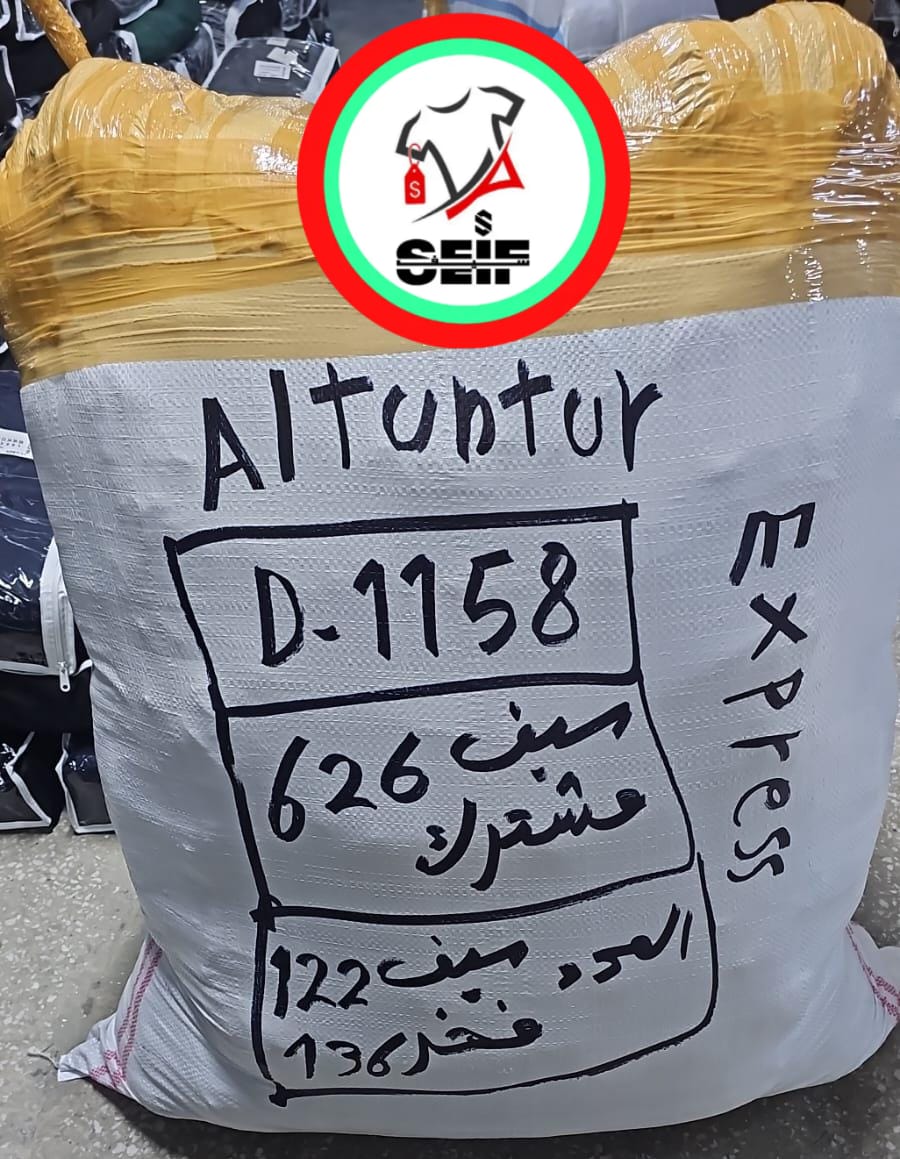 S
$
SEIF
Altuntur
D-1158
سيف 626
مشترك
العدد سيف 122
فخر 136
Express